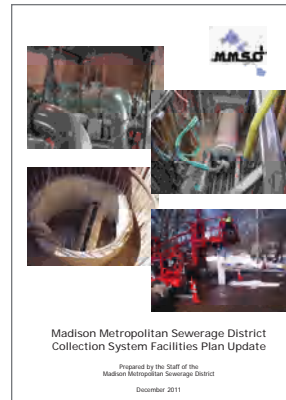 M.M.S.D
Madison Metropolitan Sewerage District
Collection System Facilities Plan Update
Prepared by the Staff of the
Madison Metropolitan Sewerage District
December 2011